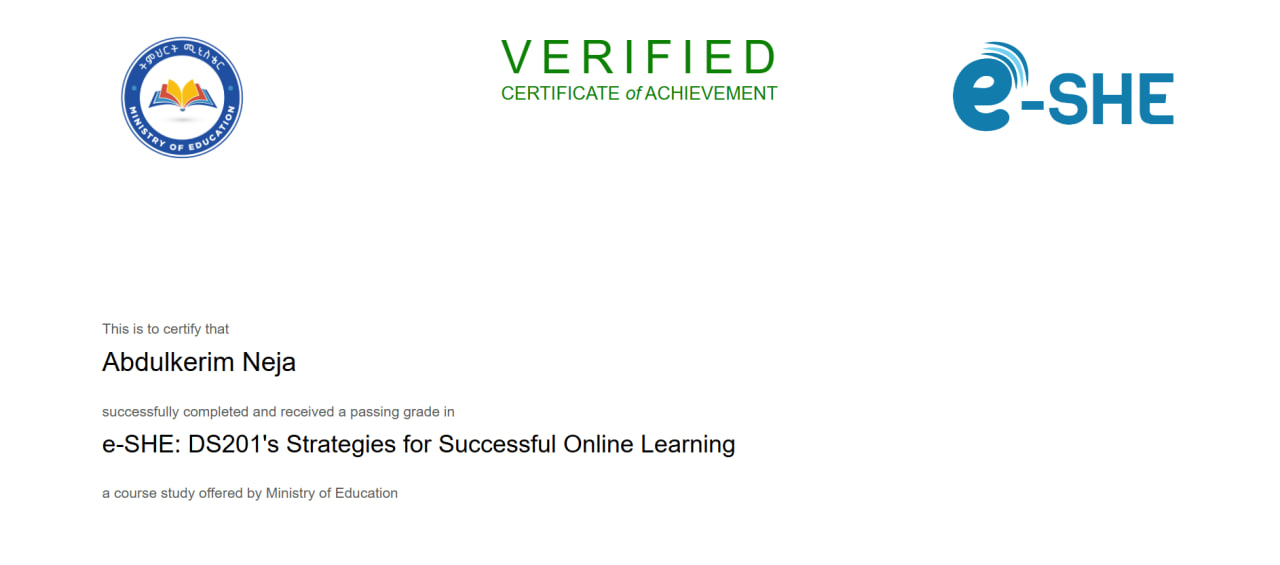 ትምህርት ሚኒስቴር
MINISTRY OF EDUCATION
VERIFIED
CERTIFICATE of ACHIEVEMENT
e-SHE
This is to certify that
Abdulkerim Neja
successfully completed and received a passing grade in
e-SHE: DS201's Strategies for Successful Online Learning
a course study offered by Ministry of Education